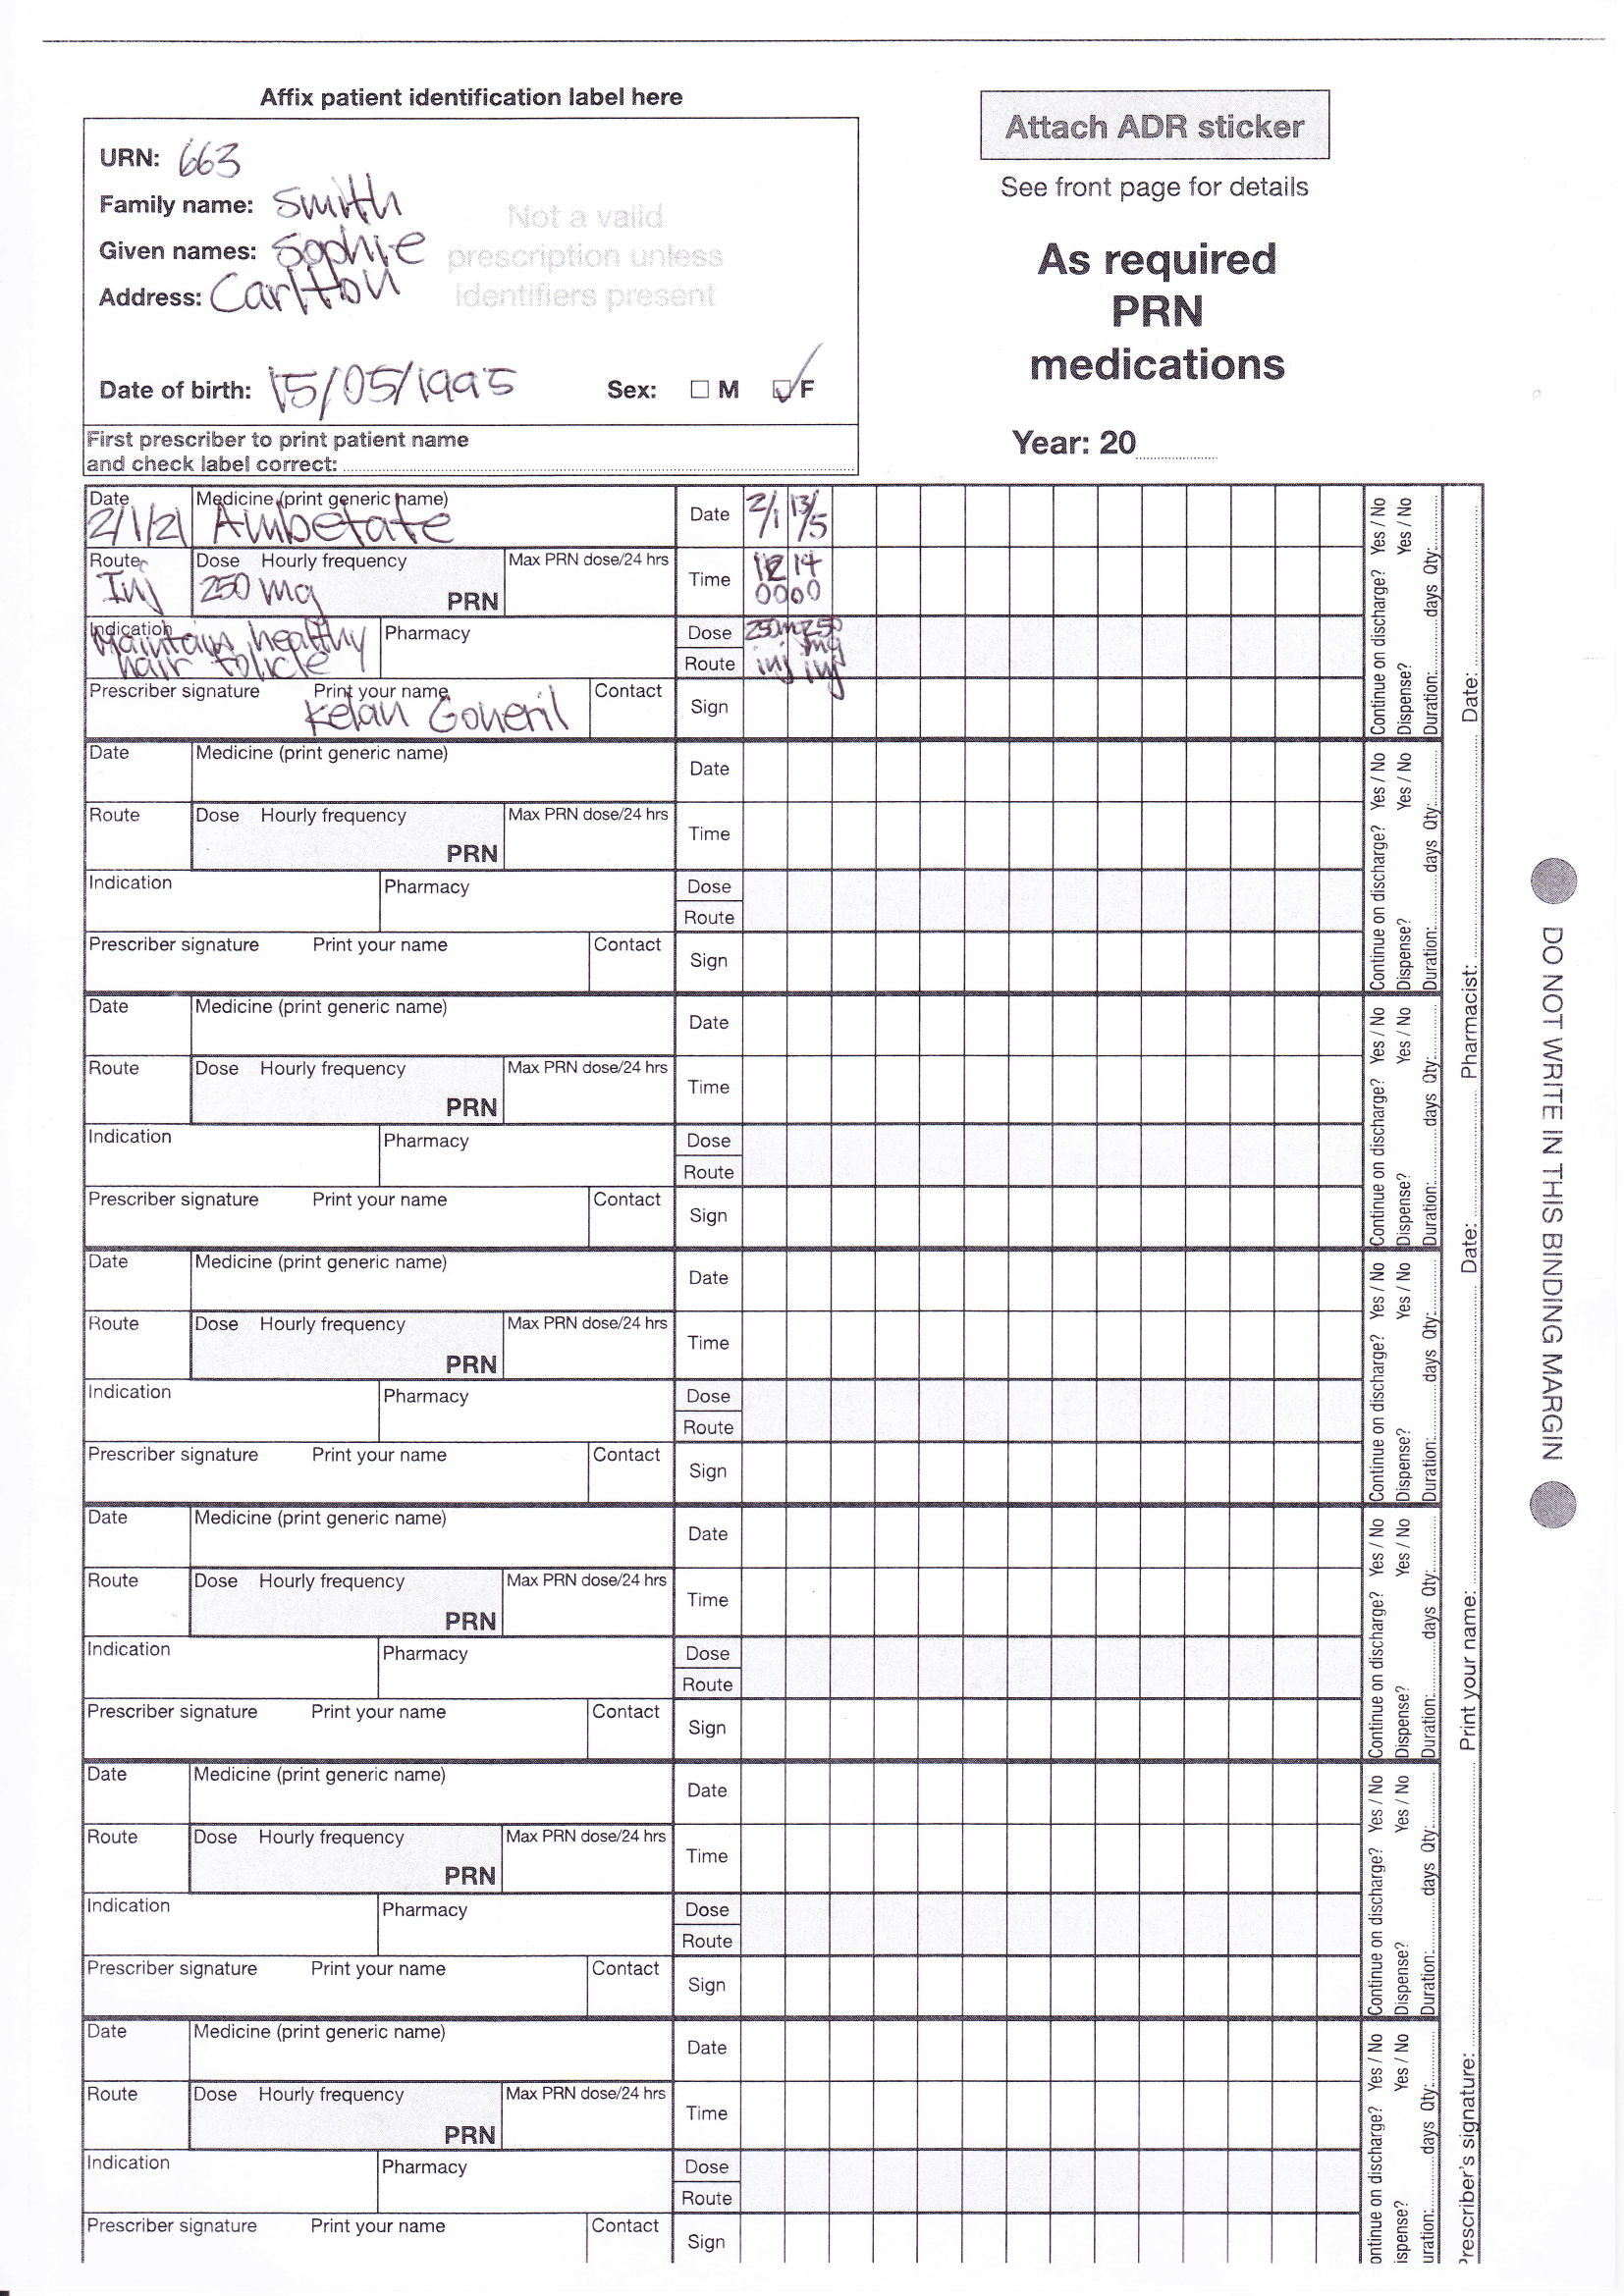 Affix patient identification label here
Attach ADR sticker
See front page for details
As required
PRN
medications
Year: 20
URN: 663
Family name: Smith
Given names: Sophie
Address: Carlton
Not a valid
prescription unless
identifiers present
Date of birth: 15/05/1995 Sex: M F
First prescriber to print patient name
and check label correct:
Date Medicine (print generic name) Date 2/1 13/5
2/1/21 Ambetate
Route Dose Hourly frequency Max PRN dose/24 hrs Time 12 14
Inj 250 mg PRN 00 00
Indication Pharmacy Dose 250m 250 mg
Maintain healthy
hair folicle Route inj inj
Prescriber signature Print your name Contact Sign
Kelan Goneril
Continue on discharge? Yes / No
Dispense? Yes / No
Duration: days Qty:
Date Medicine (print generic name) Date
Route Dose Hourly frequency Max PRN dose/24 hrs Time
PRN
Indication Pharmacy Dose
Route
Prescriber signature Print your name Contact Sign
Continue on discharge? Yes / No
Dispense? Yes / No
Duration: days Qty:
Date Medicine (print generic name) Date
Route Dose Hourly frequency Max PRN dose/24 hrs Time
PRN
Indication Pharmacy Dose
Route
Prescriber signature Print your name Contact Sign
Continue on discharge? Yes / No
Dispense? Yes / No
Duration: days Qty:
Date Medicine (print generic name) Date
Route Dose Hourly frequency Max PRN dose/24 hrs Time
PRN
Indication Pharmacy Dose
Route
Prescriber signature Print your name Contact Sign
Continue on discharge? Yes / No
Dispense? Yes / No
Duration: days Qty:
Date Medicine (print generic name) Date
Route Dose Hourly frequency Max PRN dose/24 hrs Time
PRN
Indication Pharmacy Dose
Route
Prescriber signature Print your name Contact Sign
Continue on discharge? Yes / No
Dispense? Yes / No
Duration: days Qty:
Date Medicine (print generic name) Date
Route Dose Hourly frequency Max PRN dose/24 hrs Time
PRN
Indication Pharmacy Dose
Route
Prescriber signature Print your name Contact Sign
Continue on discharge? Yes / No
Dispense? Yes / No
Duration: days Qty:
Date Medicine (print generic name) Date
Route Dose Hourly frequency Max PRN dose/24 hrs Time
PRN
Indication Pharmacy Dose
Route
Prescriber signature Print your name Contact Sign
ontinue on discharge? Yes / No
ispense? Yes / No
uration: days Qty:
rescriber's signature: Print your name: Date: Pharmacist: Date:
DO NOT WRITE IN THIS BINDING MARGIN